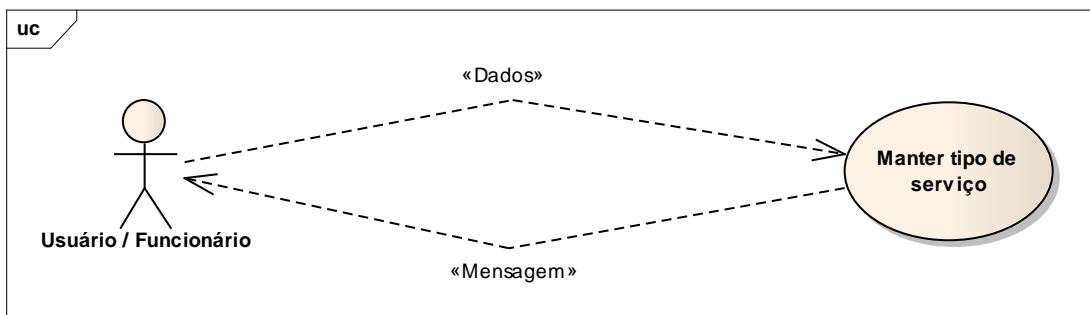 uc
«Dados»
Manter tipo de
serviço
Usuário / Funcionário
«Mensagem»